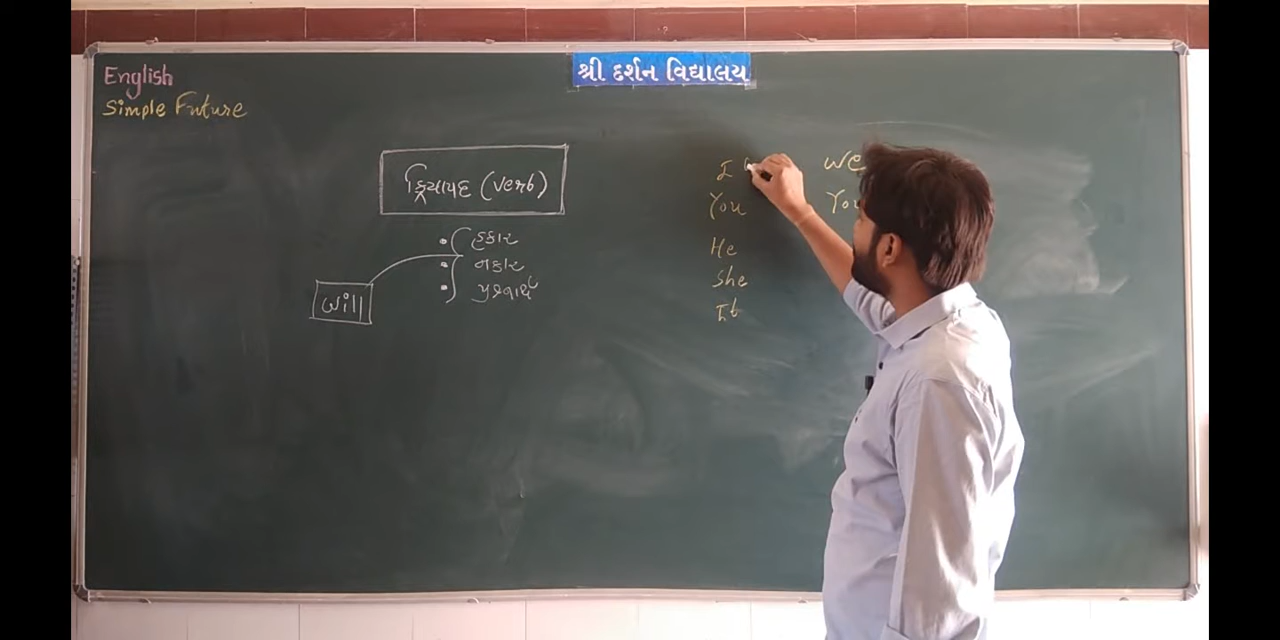 શ્રી દર્શન વિદ્યાલય
English
Simple Future
ક્રિયાપદ (verb)
હકાર
નકાર
પ્રશ્નાર્થ
will
I We
You You
He
She
It